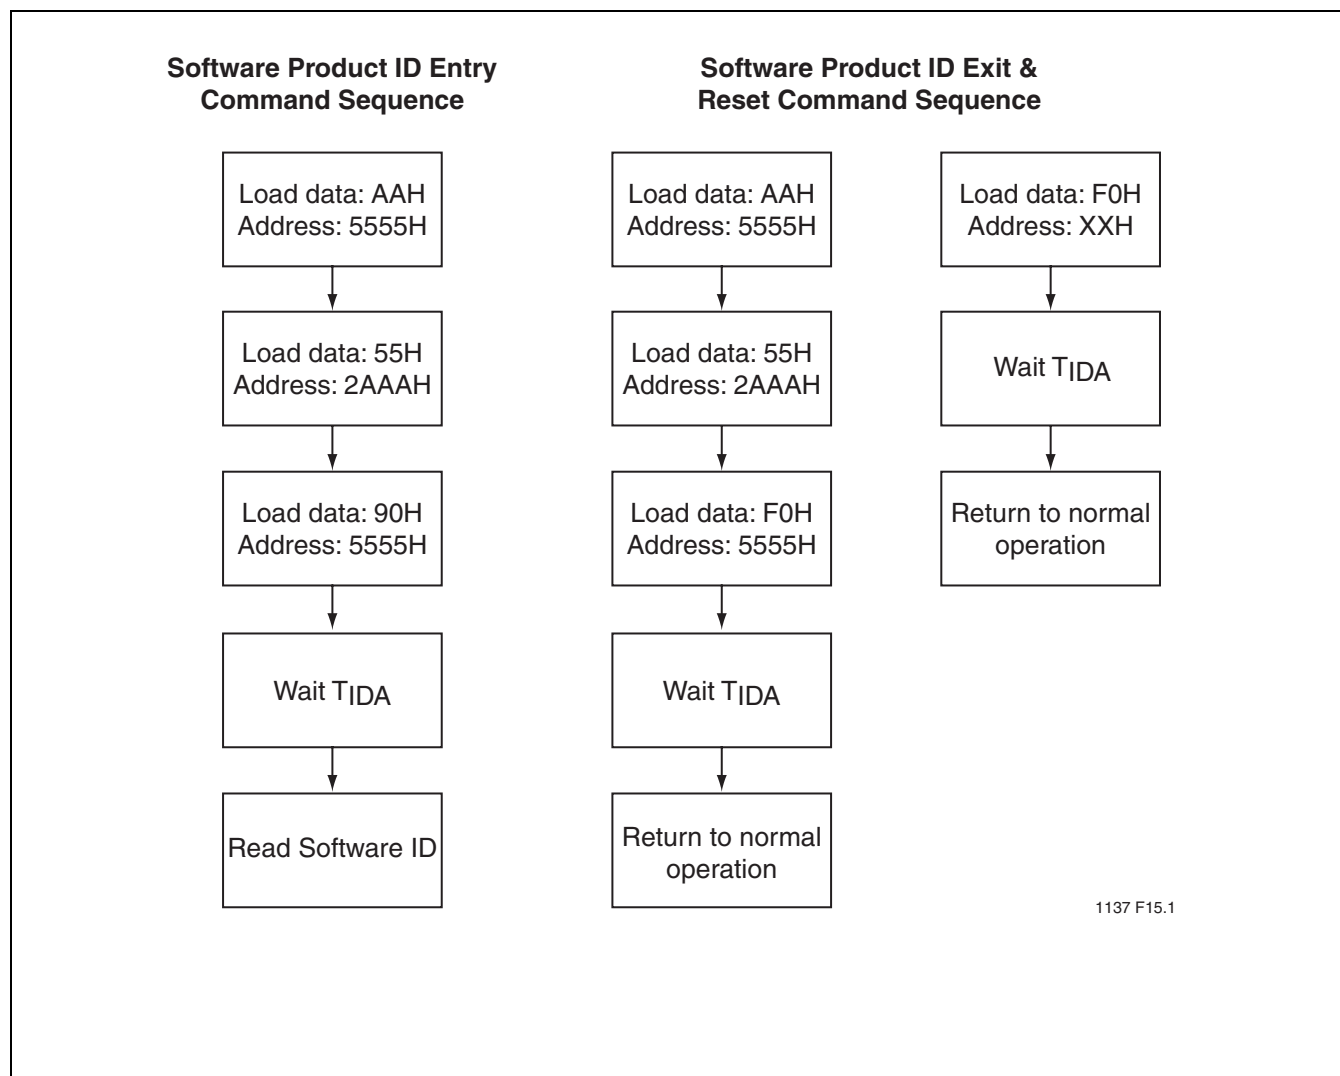 Software Product ID Entry
Command Sequence
Load data: AAH
Address: 5555H
Load data: 55H
Address: 2AAAH
Load data: 90H
Address: 5555H
Wait TIDA
Read Software ID
Software Product ID Exit &
Reset Command Sequence
Load data: AAH
Address: 5555H
Load data: 55H
Address: 2AAAH
Load data: F0H
Address: 5555H
Wait TIDA
Return to normal
operation
Load data: F0H
Address: XXH
Wait TIDA
Return to normal
operation
1137 F15.1